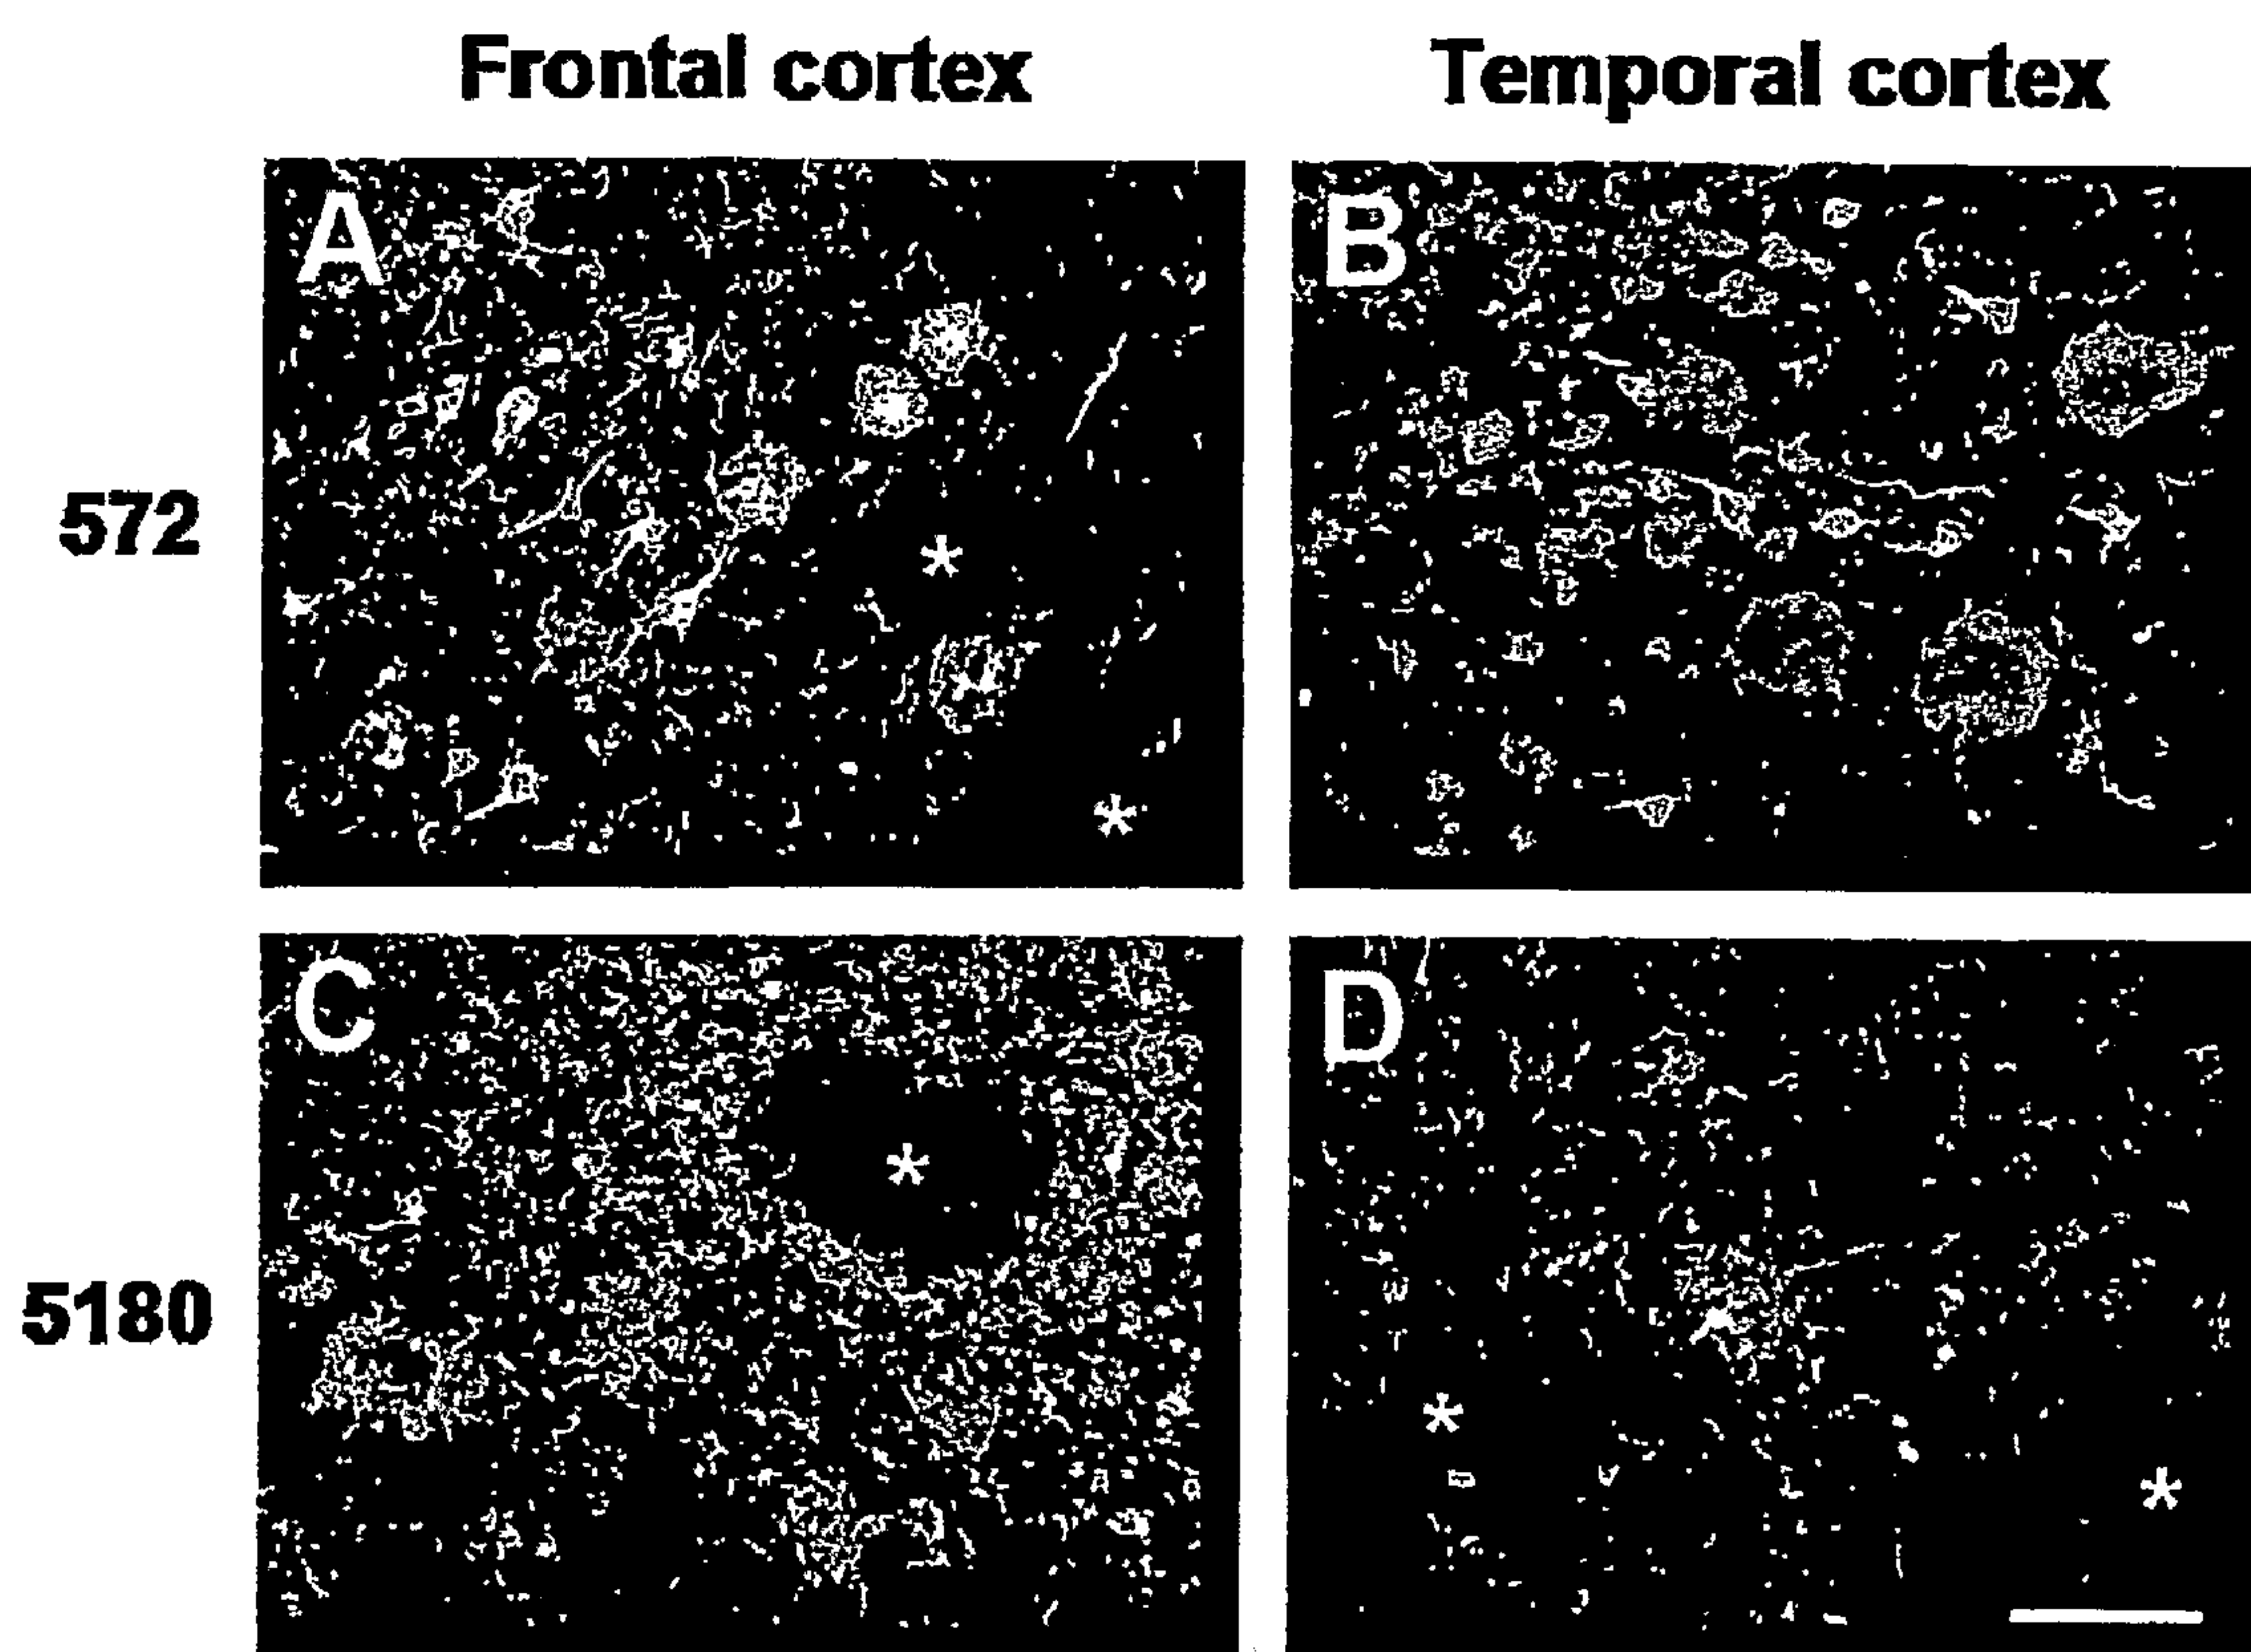 Frontal cortex Temporal cortex
572
A * *
B
5180
C *
D * *